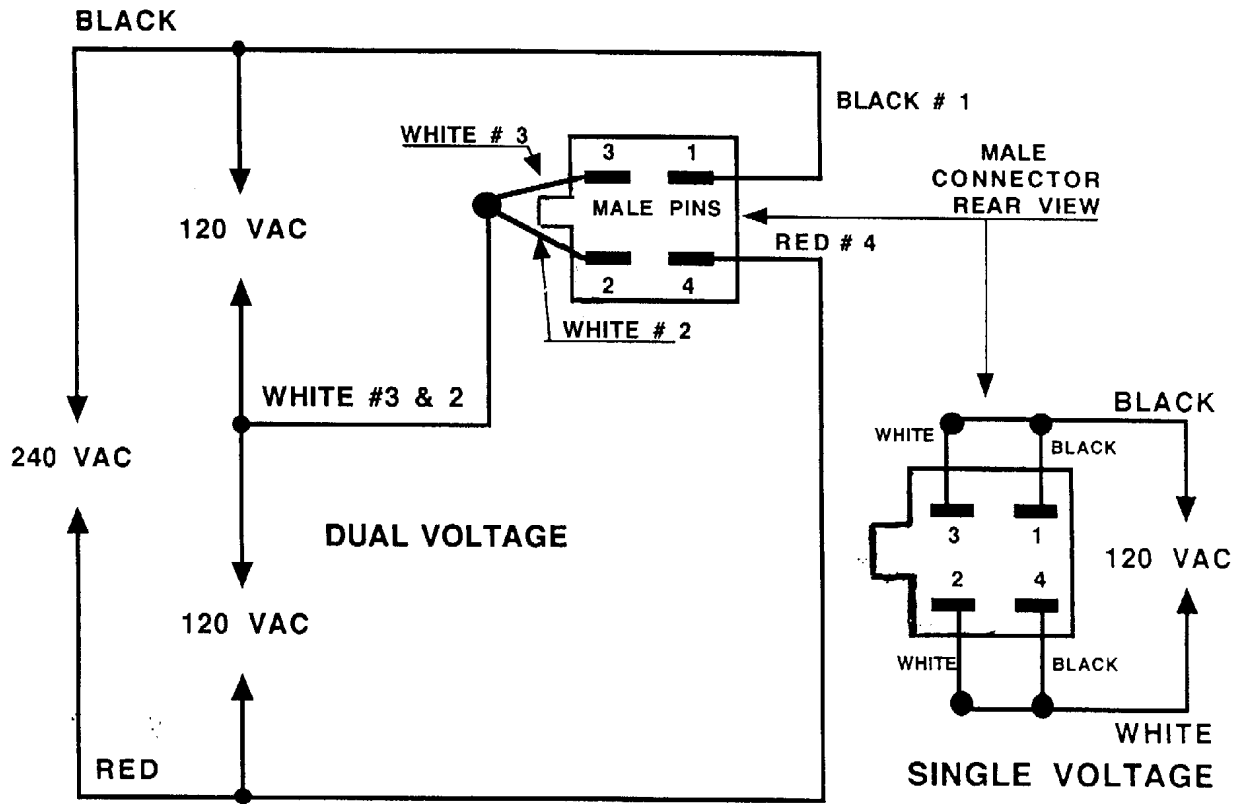 BLACK
BLACK # 1
WHITE # 3
3 1
MALE PINS
2 4
RED # 4
WHITE # 2
MALE
CONNECTOR
REAR VIEW
120 VAC
WHITE #3 & 2
240 VAC
DUAL VOLTAGE
120 VAC
RED
BLACK
WHITE
BLACK
3 1
2 4
120 VAC
WHITE
BLACK
WHITE
SINGLE VOLTAGE